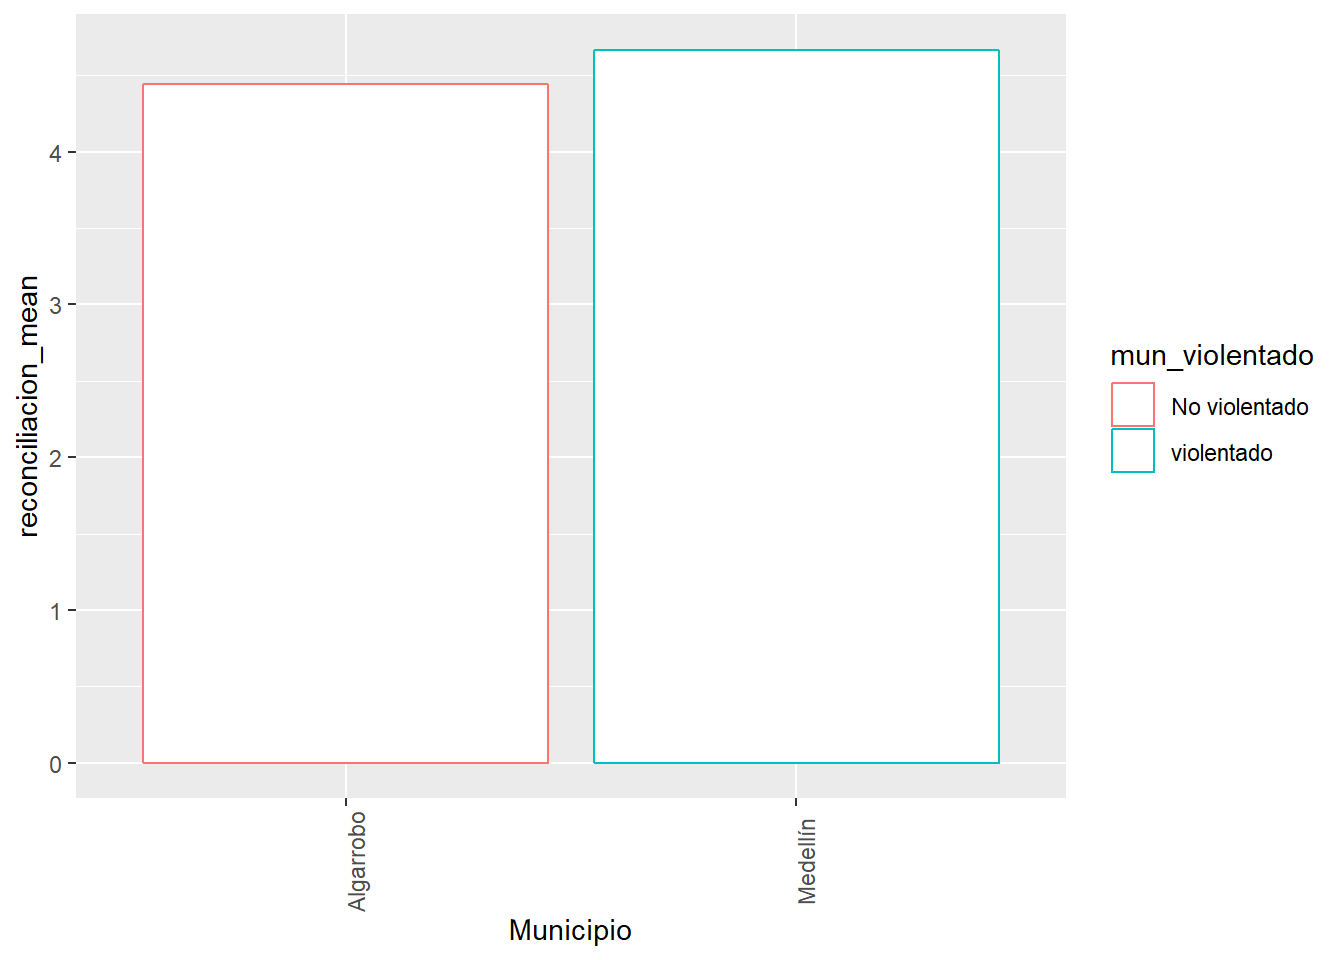 reconciliacion_mean
4
3
2
1
0
Algarrobo
Medellín
Municipio
mun_violentado
No violentado
violentado